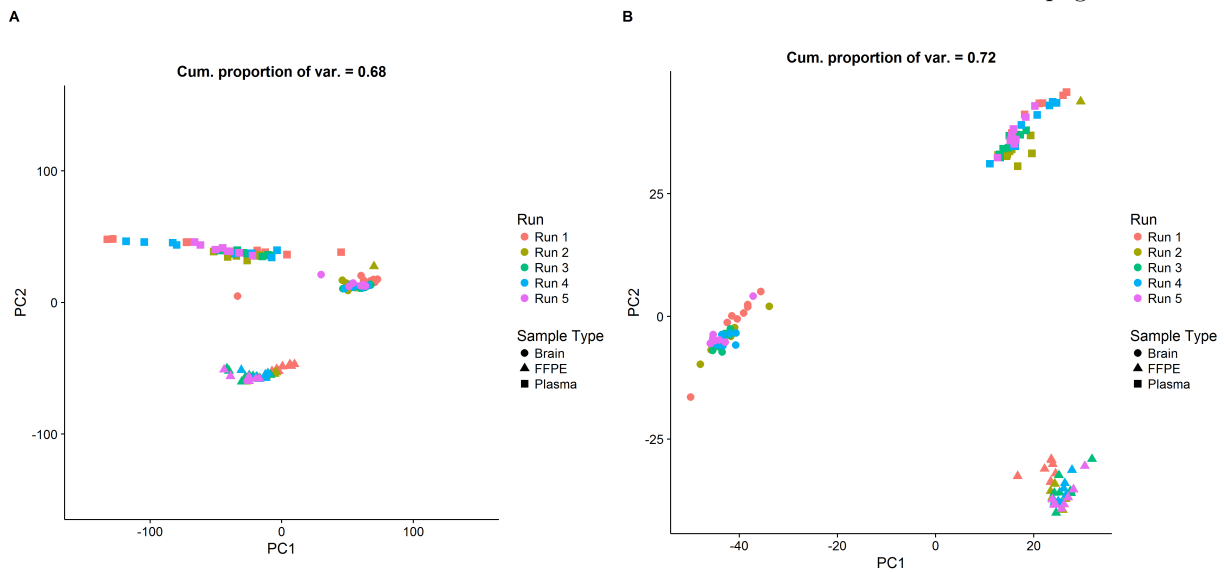 A
Cum. proportion of var. = 0.68
100
0
-100
PC2
-100
0
100
PC1
Run
Run 1
Run 2
Run 3
Run 4
Run 5
Sample Type
Brain
FFPE
Plasma
B
Cum. proportion of var. = 0.72
25
0
-25
PC2
-40
-20
0
20
PC1
Run
Run 1
Run 2
Run 3
Run 4
Run 5
Sample Type
Brain
FFPE
Plasma